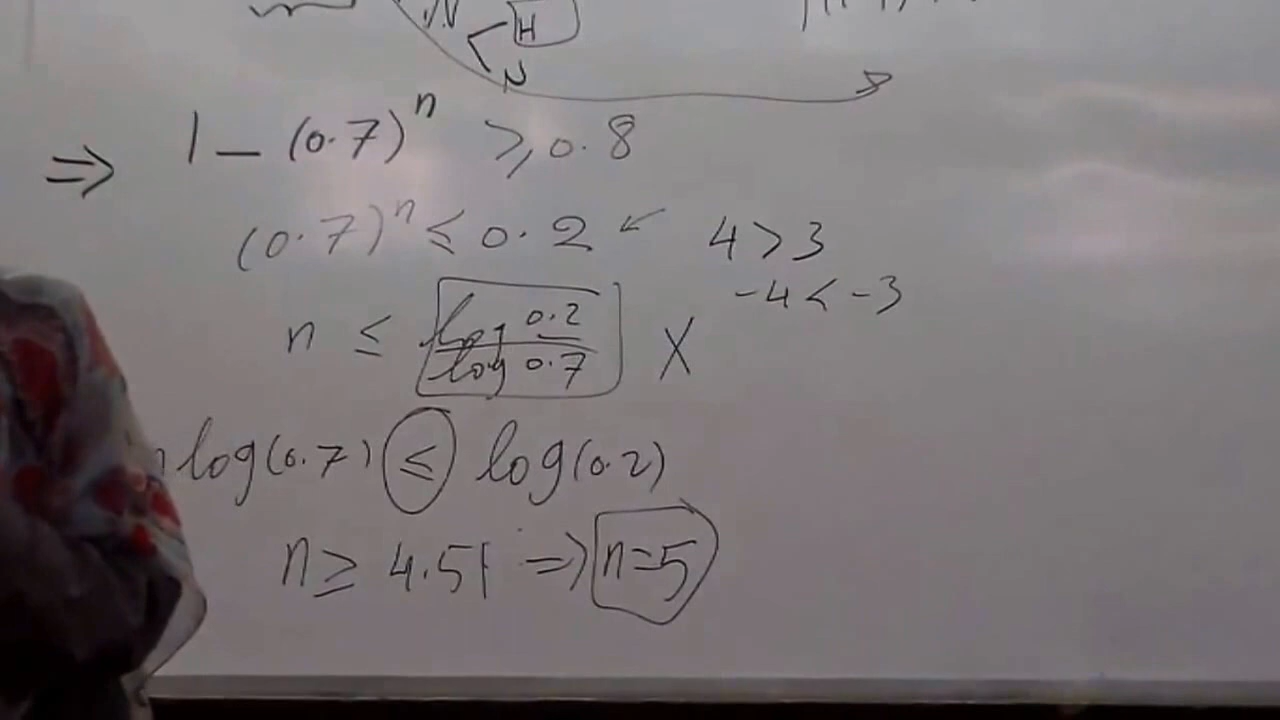 H
N
⇒ 1 − (0.7)ⁿ ≥ 0.8
(0.7)ⁿ ≤ 0.2 ← 4 > 3
-4 < -3
n ≤ log 0.2 / log 0.7 X
log(0.7) ≤ log(0.2)
n ≥ 4.51 ⇒ n=5